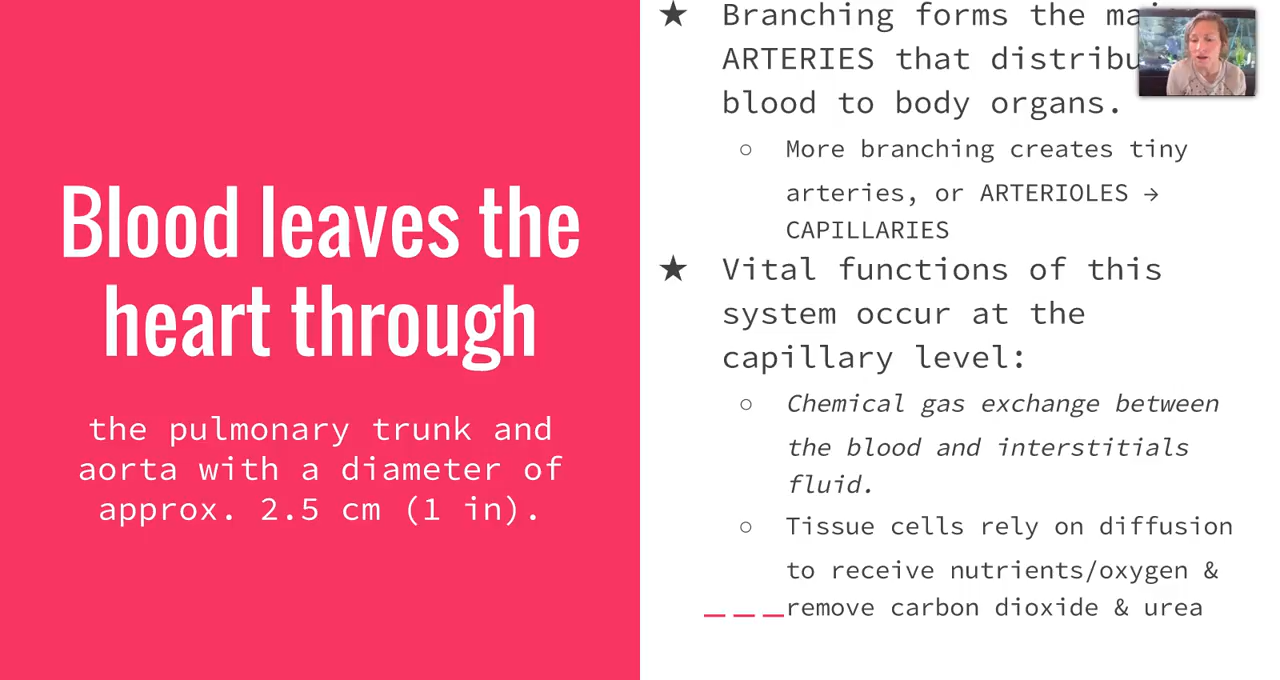 Blood leaves the
heart through
the pulmonary trunk and
aorta with a diameter of
approx. 2.5 cm (1 in).
★ Branching forms the
ARTERIES that
blood to body organs.
○ More branching creates tiny
arteries, or ARTERIOLES →
CAPILLARIES
★ Vital functions of this
system occur at the
capillary level:
○ Chemical gas exchange between
the blood and interstitials
fluid.
○ Tissue cells rely on diffusion
to receive nutrients/oxygen &
remove carbon dioxide & urea